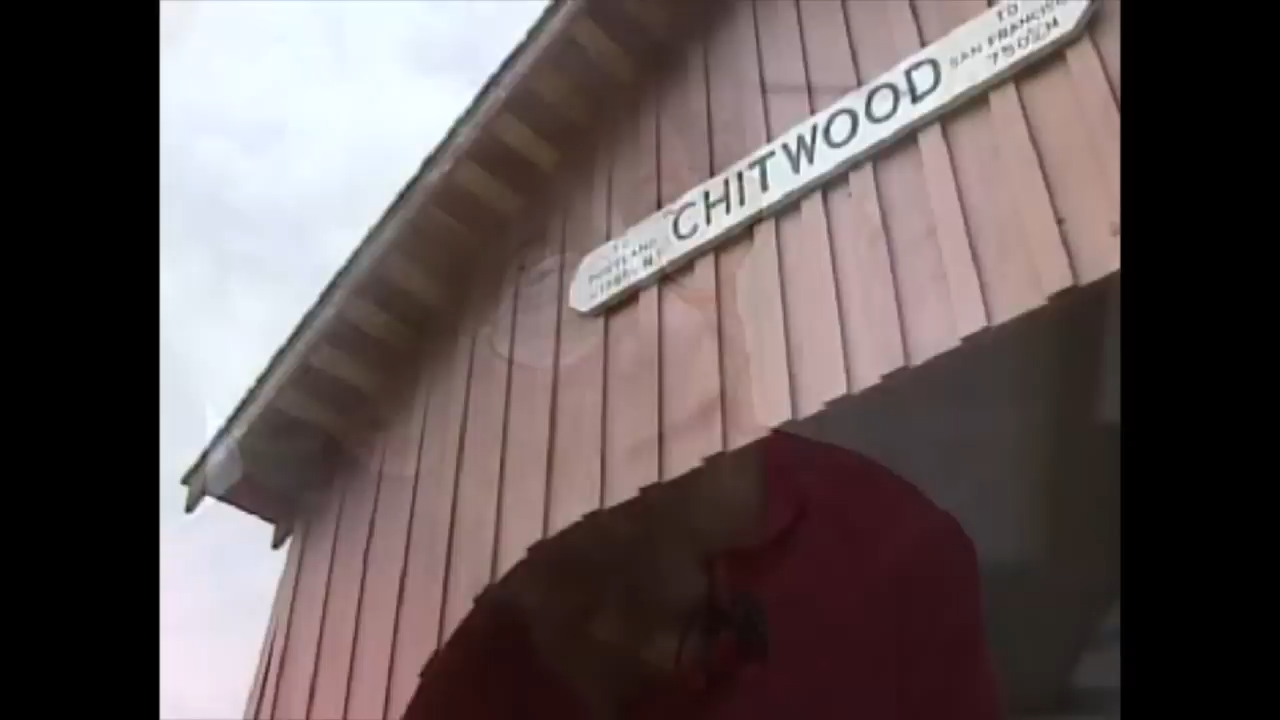 TO
PORTLAND
CHITWOOD
TO
SAN FRANCISCO